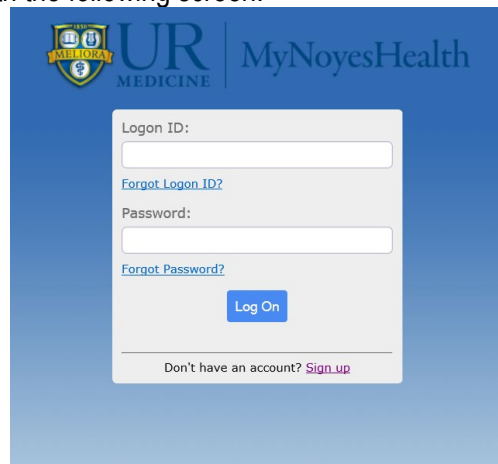 the following screen.
MELIORA
UR
MEDICINE
MyNoyesHealth
Logon ID:
Forgot Logon ID?
Password:
Forgot Password?
Log On
Don't have an account? Sign up